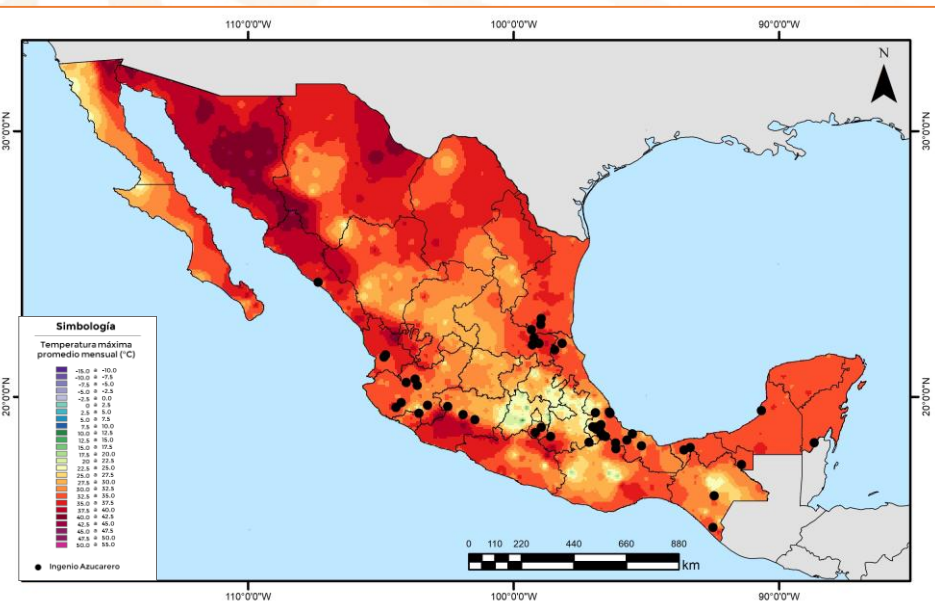 110°0'0"W 100°0'0"W 90°0'0"W
N
30°0'0"N 30°0'0"N
20°0'0"N 20°0'0"N
Simbología
Temperatura máxima
promedio mensual (°C)
-15.0 a -10.0
-10.0 a -7.5
-7.5 a -5.0
-5.0 a -2.5
-2.5 a 0.0
0 a 2.5
2.5 a 5.0
5.0 a 7.5
7.5 a 10.0
10.0 a 12.5
12.5 a 15.0
15.0 a 17.5
17.5 a 20.0
20 a 22.5
22.5 a 25.0
25.0 a 27.5
27.5 a 30.0
30.0 a 32.5
32.5 a 35.0
35.0 a 37.5
37.5 a 40.0
40.0 a 42.5
42.5 a 45.0
45.0 a 47.5
47.5 a 50.0
50.0 a 55.0
Ingenio Azucarero
0 110 220 440 660 880
km
110°0'0"W 100°0'0"W 90°0'0"W